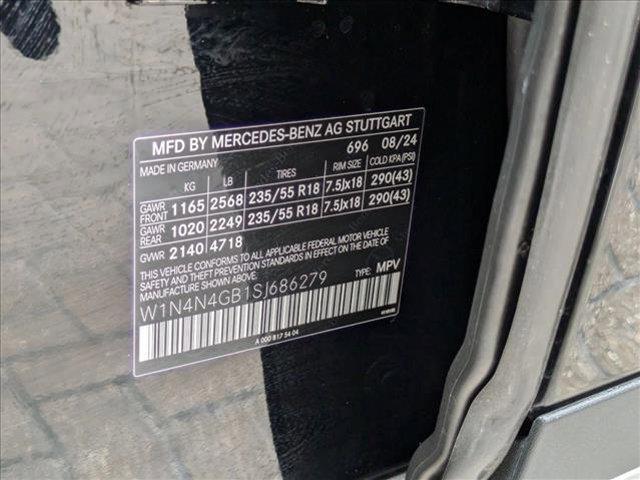 MFD BY MERCEDES-BENZ AG STUTTGART
MADE IN GERMANY 696 08/24
KG LB TIRES RIM SIZE COLD KPA (PSI)
GAWR FRONT 1165 2568 235/55 R18 7.5Jx18 290(43)
GAWR REAR 1020 2249 235/55 R18 7.5Jx18 290(43)
GVWR 2140 4718
THIS VEHICLE CONFORMS TO ALL APPLICABLE FEDERAL MOTOR VEHICLE
SAFETY AND THEFT PREVENTION STANDARDS IN EFFECT ON THE DATE OF
MANUFACTURE SHOWN ABOVE.
W1N4N4GB1SJ686279 TYPE: MPV
A 000 817 54 04